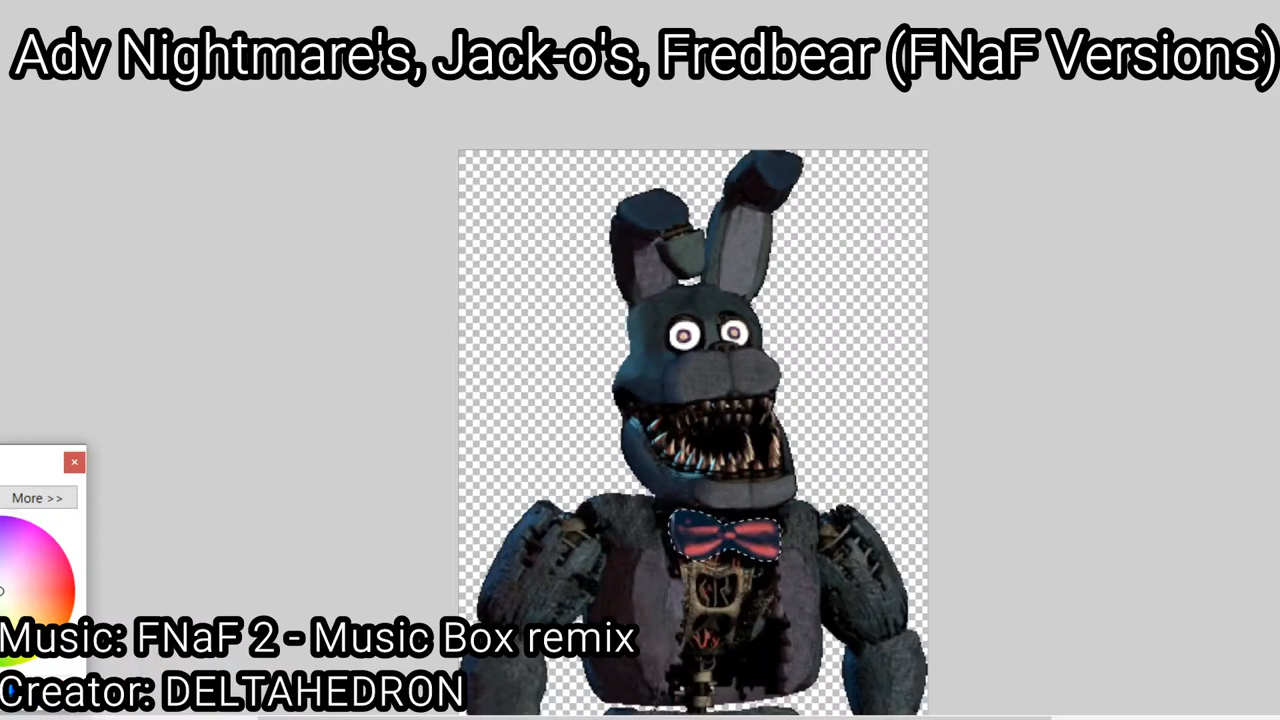 Adv Nightmare's, Jack-o's, Fredbear (FNaF Versions)
More >>
Music: FNaF 2 - Music Box remix
Creator: DELTAHEDRON